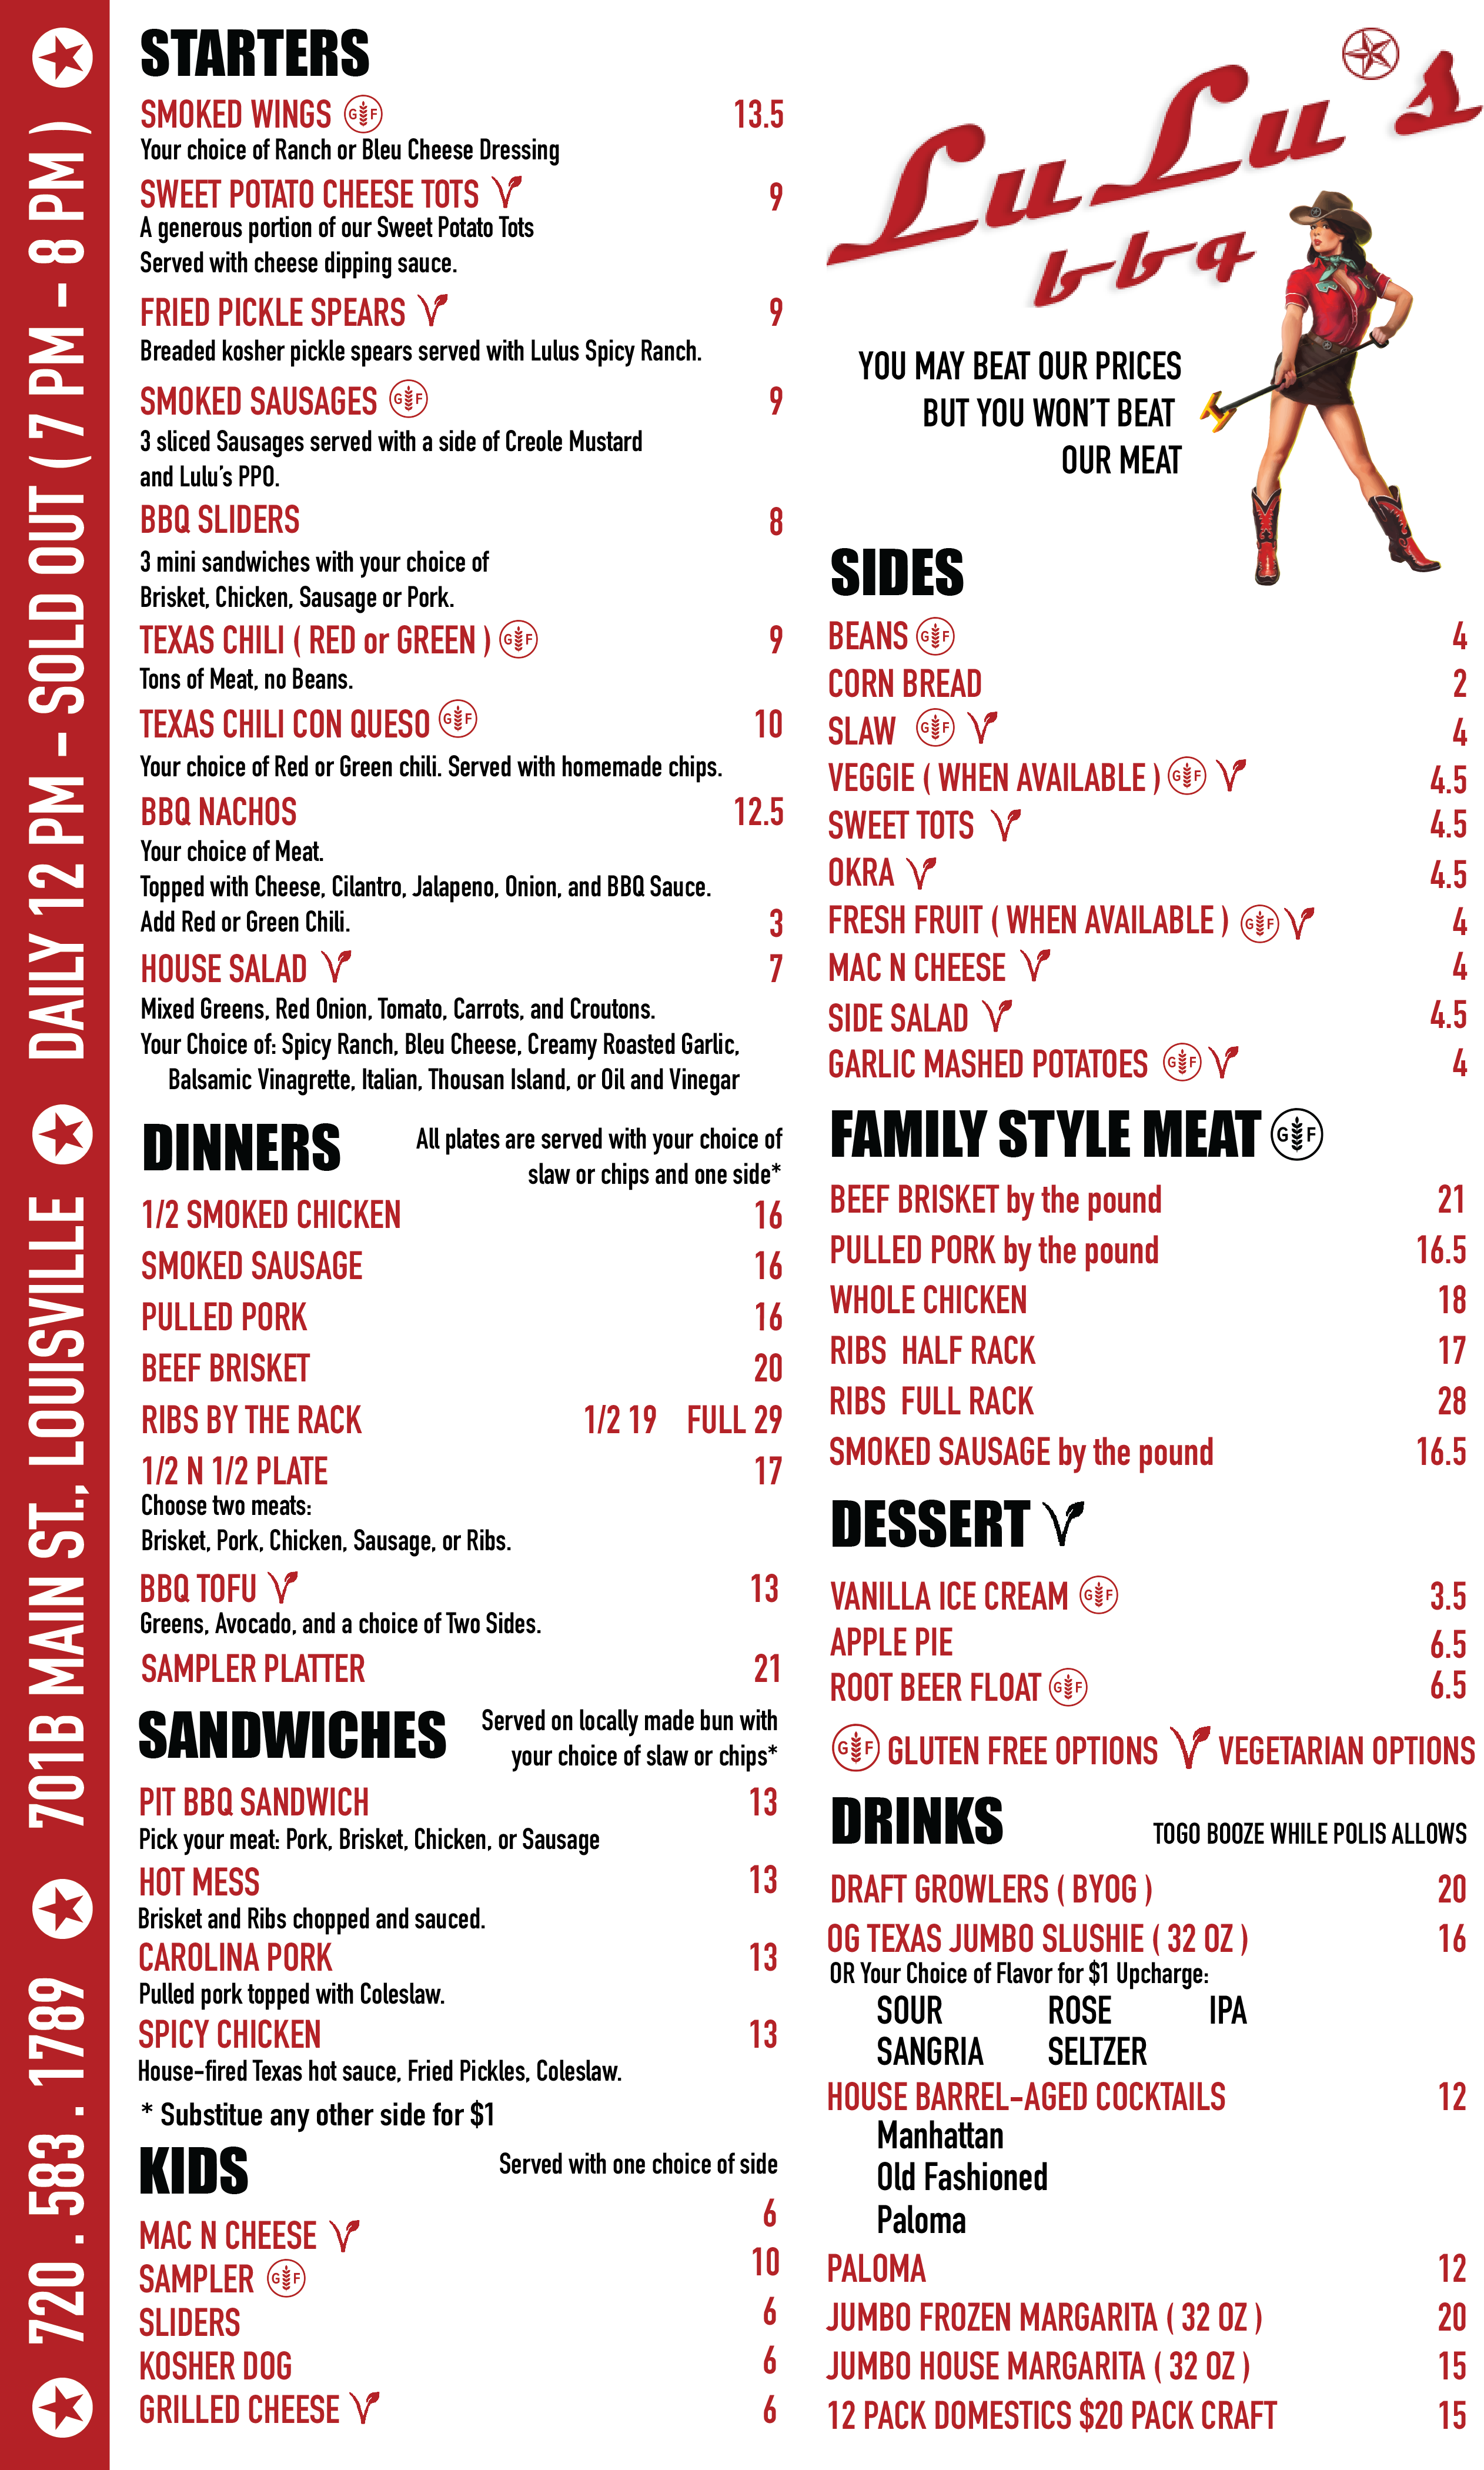 720 . 583 . 1789 701B MAIN ST., LOUISVILLE DAILY 12 PM - SOLD OUT ( 7 PM - 8 PM )
STARTERS
SMOKED WINGS GF 13.5
Your choice of Ranch or Bleu Cheese Dressing
SWEET POTATO CHEESE TOTS V 9
A generous portion of our Sweet Potato Tots
Served with cheese dipping sauce.
FRIED PICKLE SPEARS V 9
Breaded kosher pickle spears served with Lulus Spicy Ranch.
SMOKED SAUSAGES GF 9
3 sliced Sausages served with a side of Creole Mustard
and Lulu's PPO.
BBQ SLIDERS 8
3 mini sandwiches with your choice of
Brisket, Chicken, Sausage or Pork.
TEXAS CHILI ( RED or GREEN ) GF 9
Tons of Meat, no Beans.
TEXAS CHILI CON QUESO GF 10
Your choice of Red or Green chili. Served with homemade chips.
BBQ NACHOS 12.5
Your choice of Meat.
Topped with Cheese, Cilantro, Jalapeno, Onion, and BBQ Sauce.
Add Red or Green Chili. 3
HOUSE SALAD V 7
Mixed Greens, Red Onion, Tomato, Carrots, and Croutons.
Your Choice of: Spicy Ranch, Bleu Cheese, Creamy Roasted Garlic,
Balsamic Vinagrette, Italian, Thousan Island, or Oil and Vinegar
DINNERS
All plates are served with your choice of
slaw or chips and one side*
1/2 SMOKED CHICKEN 16
SMOKED SAUSAGE 16
PULLED PORK 16
BEEF BRISKET 20
RIBS BY THE RACK 1/2 19 FULL 29
1/2 N 1/2 PLATE 17
Choose two meats:
Brisket, Pork, Chicken, Sausage, or Ribs.
BBQ TOFU V 13
Greens, Avocado, and a choice of Two Sides.
SAMPLER PLATTER 21
SANDWICHES
Served on locally made bun with
your choice of slaw or chips*
PIT BBQ SANDWICH 13
Pick your meat: Pork, Brisket, Chicken, or Sausage
HOT MESS 13
Brisket and Ribs chopped and sauced.
CAROLINA PORK 13
Pulled pork topped with Coleslaw.
SPICY CHICKEN 13
House-fired Texas hot sauce, Fried Pickles, Coleslaw.
* Substitue any other side for $1
KIDS
Served with one choice of side
MAC N CHEESE V 6
SAMPLER GF 10
SLIDERS 6
KOSHER DOG 6
GRILLED CHEESE V 6
LuLu's
bbq
YOU MAY BEAT OUR PRICES
BUT YOU WON'T BEAT
OUR MEAT
SIDES
BEANS GF 4
CORN BREAD 2
SLAW GF V 4
VEGGIE ( WHEN AVAILABLE ) GF V 4.5
SWEET TOTS V 4.5
OKRA V 4.5
FRESH FRUIT ( WHEN AVAILABLE ) GF V 4
MAC N CHEESE V 4
SIDE SALAD V 4.5
GARLIC MASHED POTATOES GF V 4
FAMILY STYLE MEAT GF
BEEF BRISKET by the pound 21
PULLED PORK by the pound 16.5
WHOLE CHICKEN 18
RIBS HALF RACK 17
RIBS FULL RACK 28
SMOKED SAUSAGE by the pound 16.5
DESSERT V
VANILLA ICE CREAM GF 3.5
APPLE PIE 6.5
ROOT BEER FLOAT GF 6.5
GF GLUTEN FREE OPTIONS V VEGETARIAN OPTIONS
DRINKS
TOGO BOOZE WHILE POLIS ALLOWS
DRAFT GROWLERS ( BYOG ) 20
OG TEXAS JUMBO SLUSHIE ( 32 OZ ) 16
OR Your Choice of Flavor for $1 Upcharge:
SOUR ROSE IPA
SANGRIA SELTZER
HOUSE BARREL-AGED COCKTAILS 12
Manhattan
Old Fashioned
Paloma
PALOMA 12
JUMBO FROZEN MARGARITA ( 32 OZ ) 20
JUMBO HOUSE MARGARITA ( 32 OZ ) 15
12 PACK DOMESTICS $20 PACK CRAFT 15